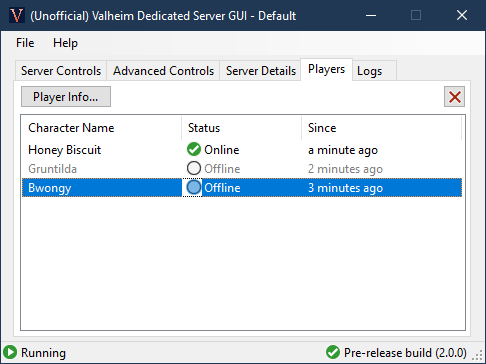 (Unofficial) Valheim Dedicated Server GUI - Default
File Help
Server Controls Advanced Controls Server Details Players Logs
Player Info...
Character Name Status Since
Honey Biscuit Online a minute ago
Gruntilda Offline 2 minutes ago
Bwongy Offline 3 minutes ago
Running Pre-release build (2.0.0)